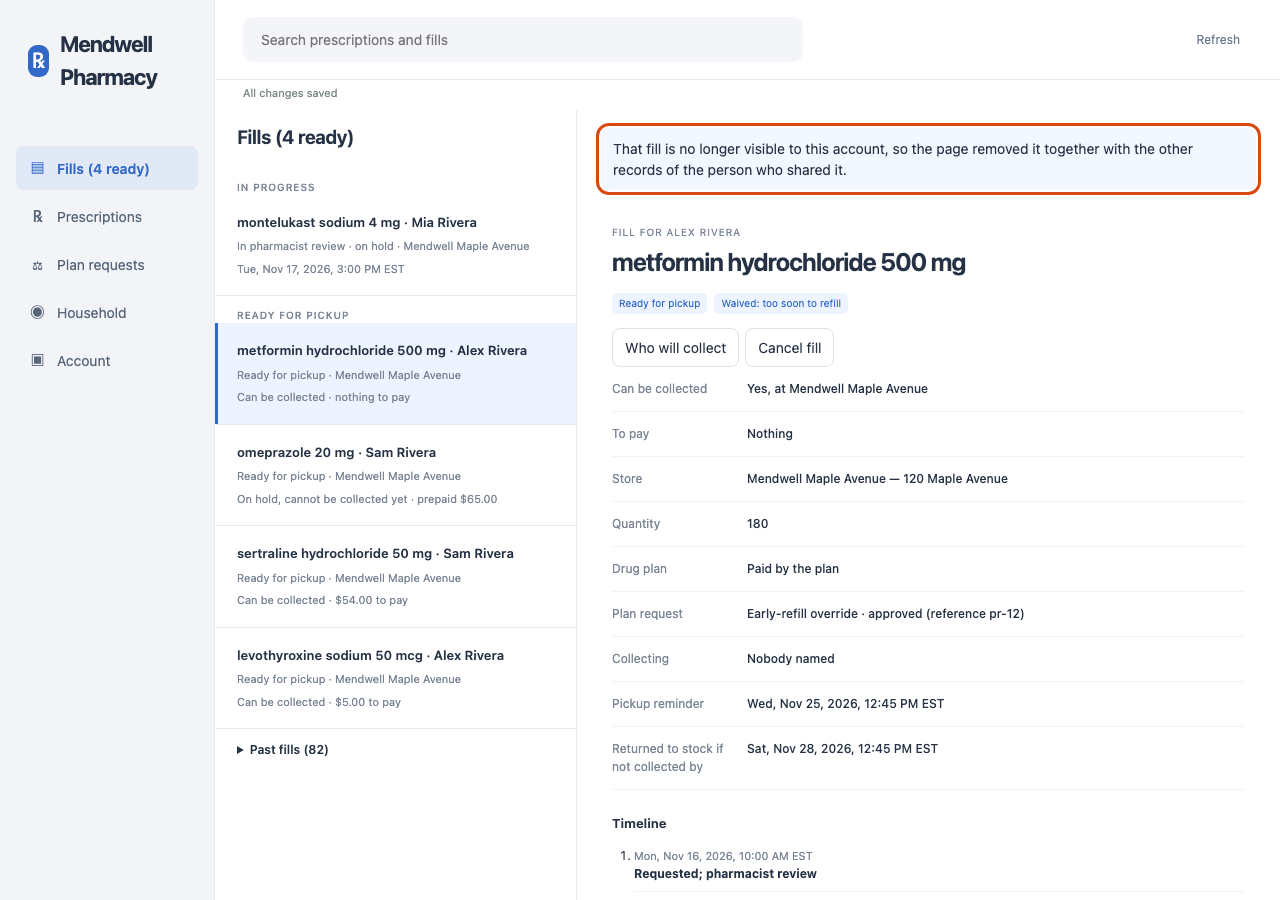 Mendwell
Pharmacy
Fills (4 ready)
Prescriptions
Plan requests
Household
Account
Search prescriptions and fills
Refresh
All changes saved
Fills (4 ready)
IN PROGRESS
montelukast sodium 4 mg · Mia Rivera
In pharmacist review · on hold · Mendwell Maple Avenue
Tue, Nov 17, 2026, 3:00 PM EST
READY FOR PICKUP
metformin hydrochloride 500 mg · Alex Rivera
Ready for pickup · Mendwell Maple Avenue
Can be collected · nothing to pay
omeprazole 20 mg · Sam Rivera
Ready for pickup · Mendwell Maple Avenue
On hold, cannot be collected yet · prepaid $65.00
sertraline hydrochloride 50 mg · Sam Rivera
Ready for pickup · Mendwell Maple Avenue
Can be collected · $54.00 to pay
levothyroxine sodium 50 mcg · Alex Rivera
Ready for pickup · Mendwell Maple Avenue
Can be collected · $5.00 to pay
Past fills (82)
That fill is no longer visible to this account, so the page removed it together with the other
records of the person who shared it.
FILL FOR ALEX RIVERA
metformin hydrochloride 500 mg
Ready for pickup
Waived: too soon to refill
Who will collect
Cancel fill
Can be collected Yes, at Mendwell Maple Avenue
To pay Nothing
Store Mendwell Maple Avenue — 120 Maple Avenue
Quantity 180
Drug plan Paid by the plan
Plan request Early-refill override · approved (reference pr-12)
Collecting Nobody named
Pickup reminder Wed, Nov 25, 2026, 12:45 PM EST
Returned to stock if Sat, Nov 28, 2026, 12:45 PM EST
not collected by
Timeline
1. Mon, Nov 16, 2026, 10:00 AM EST
Requested; pharmacist review